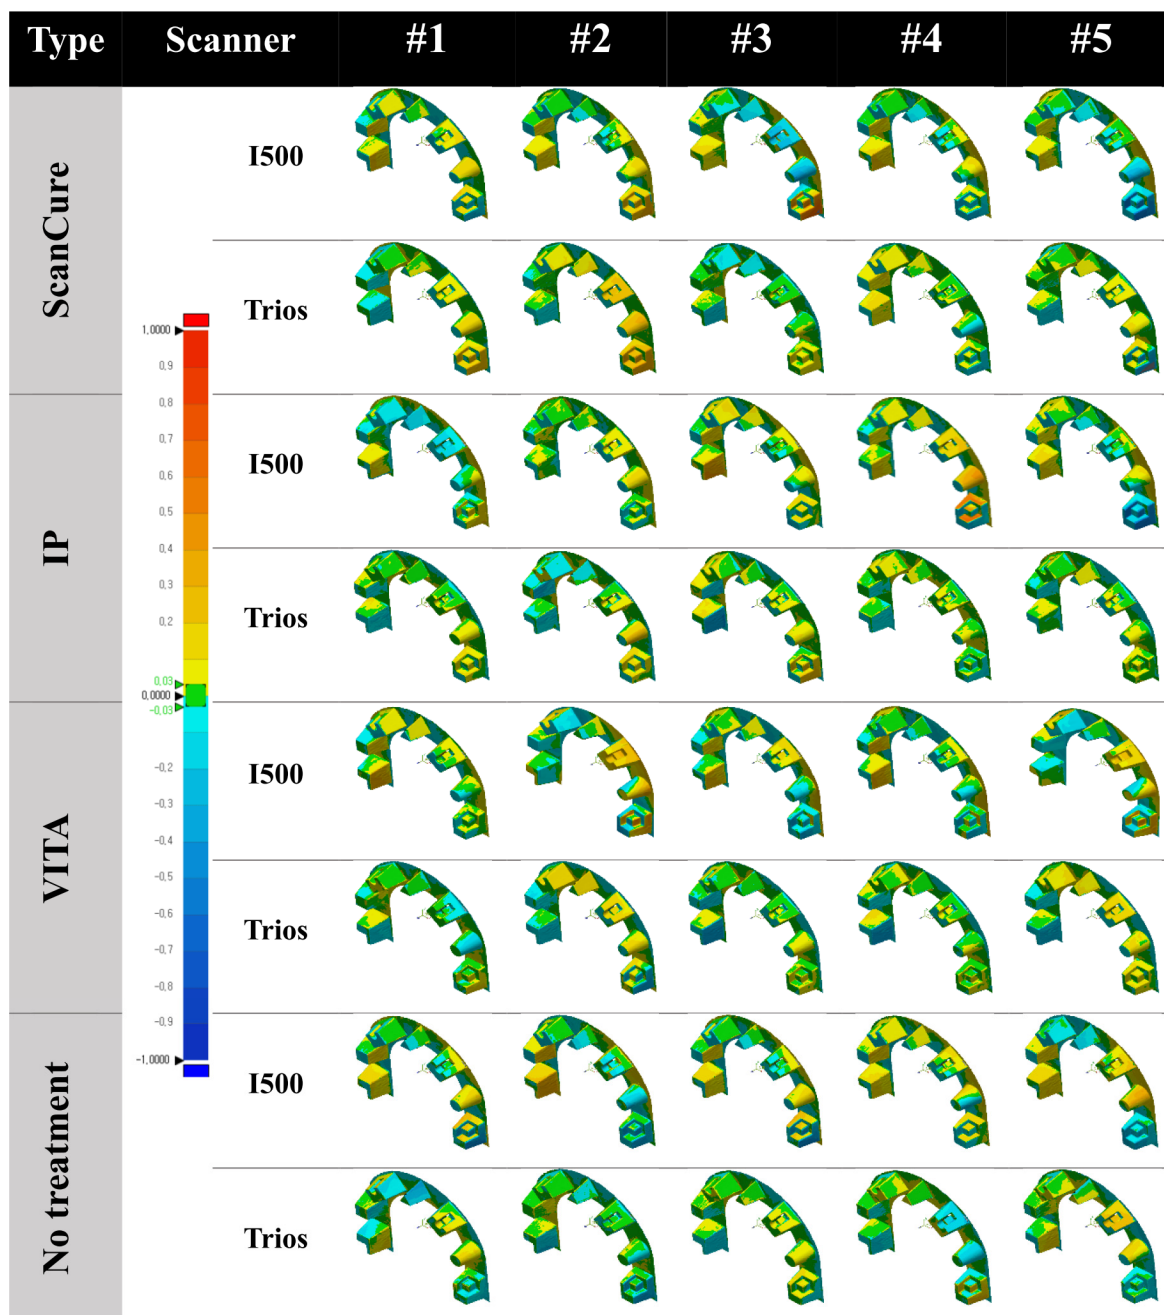 Type Scanner #1 #2 #3 #4 #5
ScanCure
I500
Trios
IP
I500
Trios
VITA
I500
Trios
No treatment
I500
Trios
1,0000
0,9
0,8
0,7
0,6
0,5
0,4
0,3
0,2
0,03
0,0000
-0,03
-0,2
-0,3
-0,4
-0,5
-0,6
-0,7
-0,8
-0,9
-1,0000